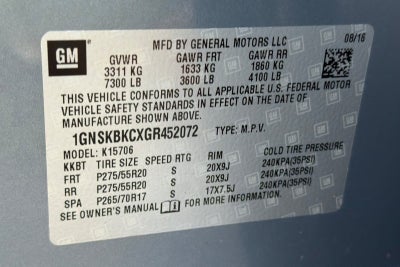 GM
MFD BY GENERAL MOTORS LLC 08/16
GVWR GAWR FRT GAWR RR
3311 KG 1633 KG 1860 KG
7300 LB 3600 LB 4100 LB
THIS VEHICLE CONFORMS TO ALL APPLICABLE U.S. FEDERAL MOTOR
VEHICLE SAFETY STANDARDS IN EFFECT ON THE DATE OF
MANUFACTURE SHOWN ABOVE.
1GNSKBKCXGR452072 TYPE: M.P.V.
MODEL: K15706
KKBT TIRE SIZE SPEED RTG RIM COLD TIRE PRESSURE
FRT P275/55R20 S 20X9J 240KPA(35PSI)
RR P275/55R20 S 20X9J 240KPA(35PSI)
SPA P265/70R17 S 17X7.5J 240KPA(35PSI)
SEE OWNER'S MANUAL FOR MORE INFORMATION.